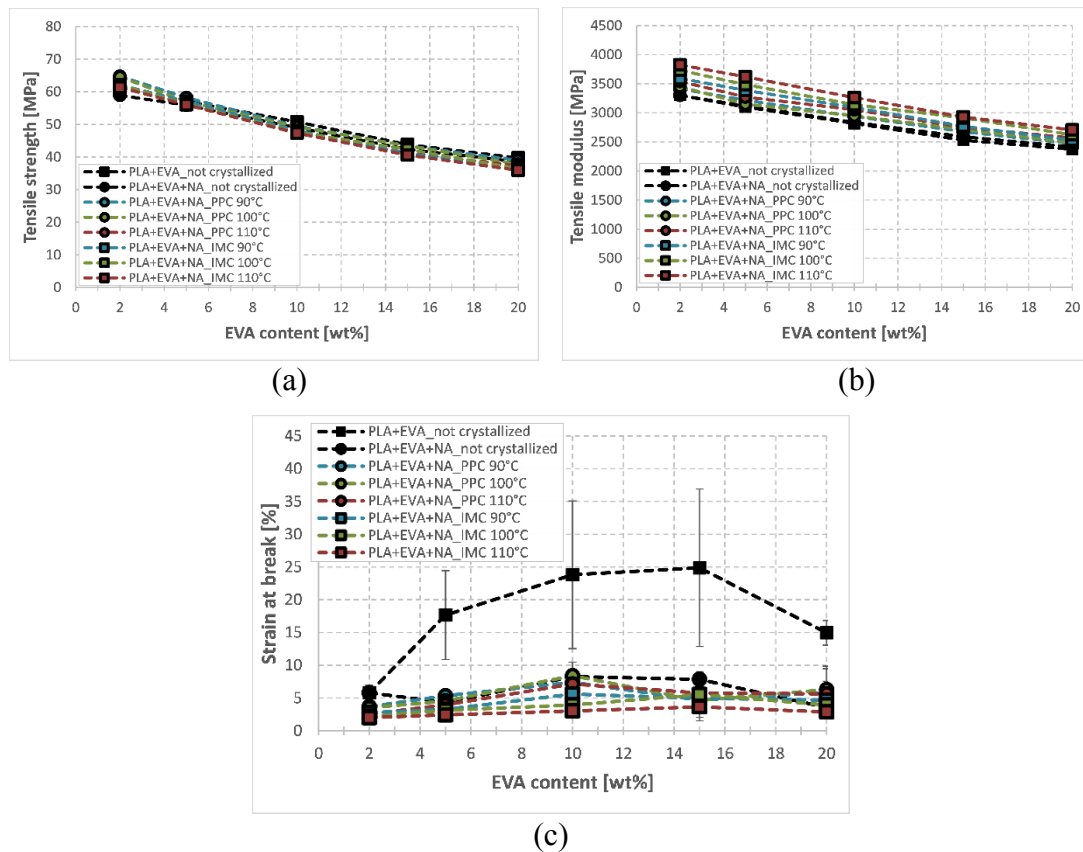 80
70
60
50
40
30
20
10
0
Tensile strength [MPa]
PLA+EVA_not crystallized
PLA+EVA+NA_not crystallized
PLA+EVA+NA_PPC 90°C
PLA+EVA+NA_PPC 100°C
PLA+EVA+NA_PPC 110°C
PLA+EVA+NA_IMC 90°C
PLA+EVA+NA_IMC 100°C
PLA+EVA+NA_IMC 110°C
0 2 4 6 8 10 12 14 16 18 20
EVA content [wt%]
(a)
4500
4000
3500
3000
2500
2000
1500
1000
500
0
Tensile modulus [MPa]
PLA+EVA_not crystallized
PLA+EVA+NA_not crystallized
PLA+EVA+NA_PPC 90°C
PLA+EVA+NA_PPC 100°C
PLA+EVA+NA_PPC 110°C
PLA+EVA+NA_IMC 90°C
PLA+EVA+NA_IMC 100°C
PLA+EVA+NA_IMC 110°C
0 2 4 6 8 10 12 14 16 18 20
EVA content [wt%]
(b)
45
40
35
30
25
20
15
10
5
0
Strain at break [%]
PLA+EVA_not crystallized
PLA+EVA+NA_not crystallized
PLA+EVA+NA_PPC 90°C
PLA+EVA+NA_PPC 100°C
PLA+EVA+NA_PPC 110°C
PLA+EVA+NA_IMC 90°C
PLA+EVA+NA_IMC 100°C
PLA+EVA+NA_IMC 110°C
0 2 4 6 8 10 12 14 16 18 20
EVA content [wt%]
(c)